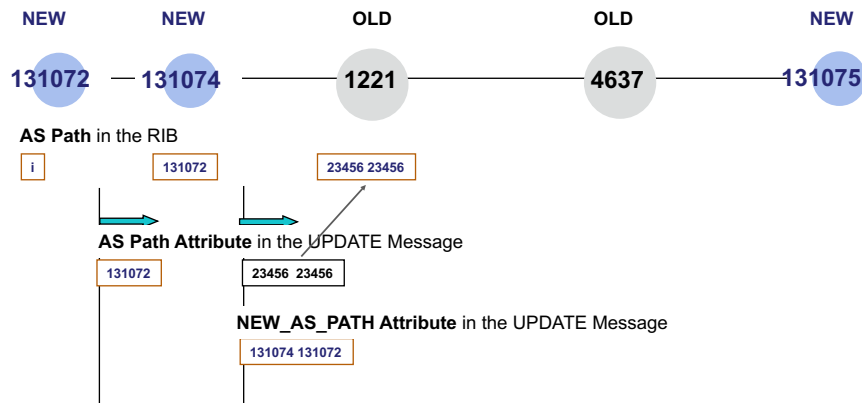 NEW NEW OLD OLD NEW
131072 131074 1221 4637 131075
AS Path in the RIB
i 131072 23456 23456
AS Path Attribute in the UPDATE Message
131072 23456 23456
NEW_AS_PATH Attribute in the UPDATE Message
131074 131072